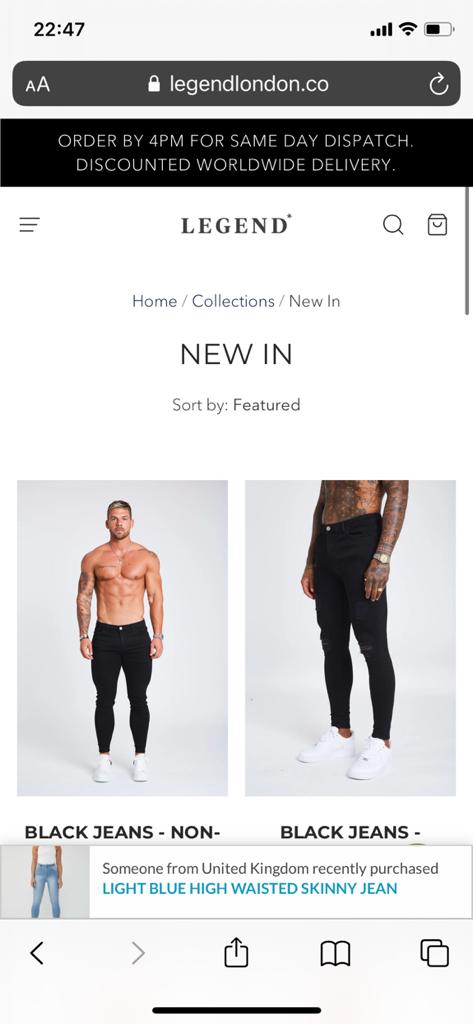 22:47
AA legendlondon.co
ORDER BY 4PM FOR SAME DAY DISPATCH.
DISCOUNTED WORLDWIDE DELIVERY.
LEGEND*
Home / Collections / New In
NEW IN
Sort by: Featured
BLACK JEANS - NON-
BLACK JEANS -
Someone from United Kingdom recently purchased
LIGHT BLUE HIGH WAISTED SKINNY JEAN